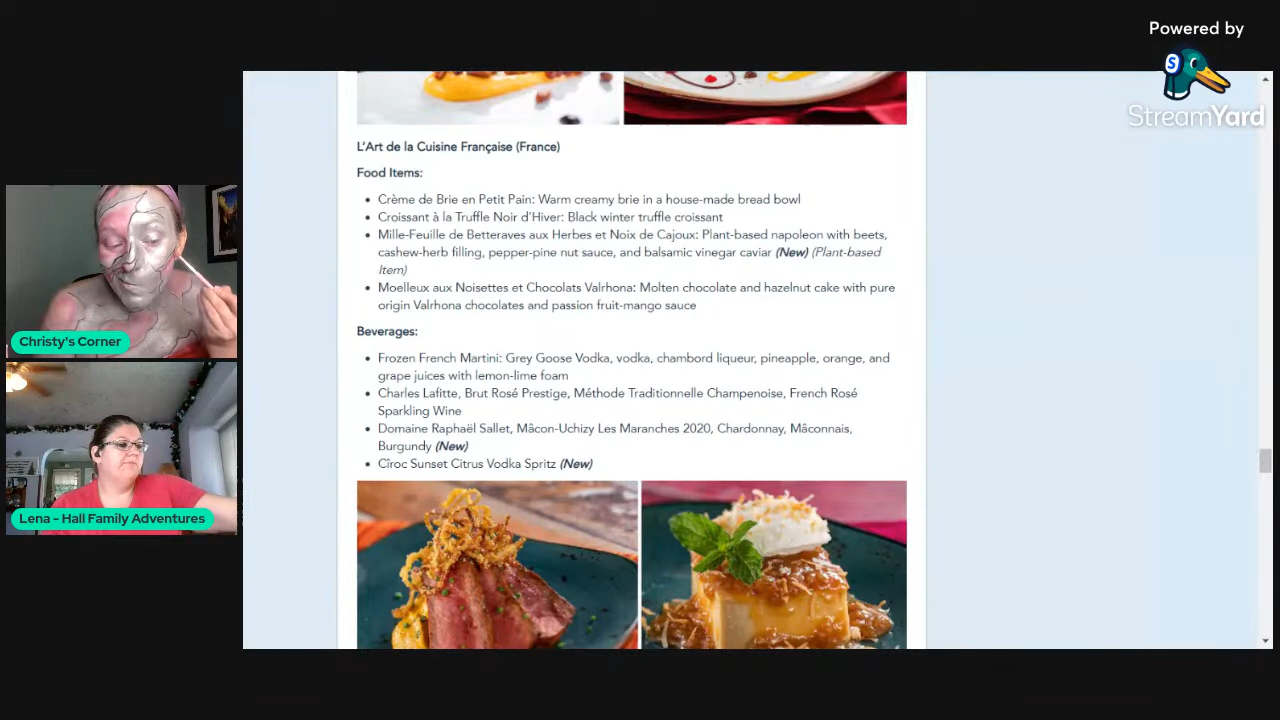 Powered by
StreamYard
L'Art de la Cuisine Française (France)
Food Items:
Crème de Brie en Petit Pain: Warm creamy brie in a house-made bread bowl
Croissant à la Truffle Noir d'Hiver: Black winter truffle croissant
Mille-Feuille de Betteraves aux Herbes et Noix de Cajoux: Plant-based napoleon with beets,
cashew-herb filling, pepper-pine nut sauce, and balsamic vinegar caviar (New) (Plant-based
Item)
Moelleux aux Noisettes et Chocolats Valrhona: Molten chocolate and hazelnut cake with pure
origin Valrhona chocolates and passion fruit-mango sauce
Beverages:
Frozen French Martini: Grey Goose Vodka, vodka, chambord liqueur, pineapple, orange, and
grape juices with lemon-lime foam
Charles Lafitte, Brut Rosé Prestige, Méthode Traditionnelle Champenoise, French Rosé
Sparkling Wine
Domaine Raphaël Sallet, Mâcon-Uchizy Les Maranches 2020, Chardonnay, Mâconnais,
Burgundy (New)
Cîroc Sunset Citrus Vodka Spritz (New)
Christy's Corner
Lena - Hall Family Adventures